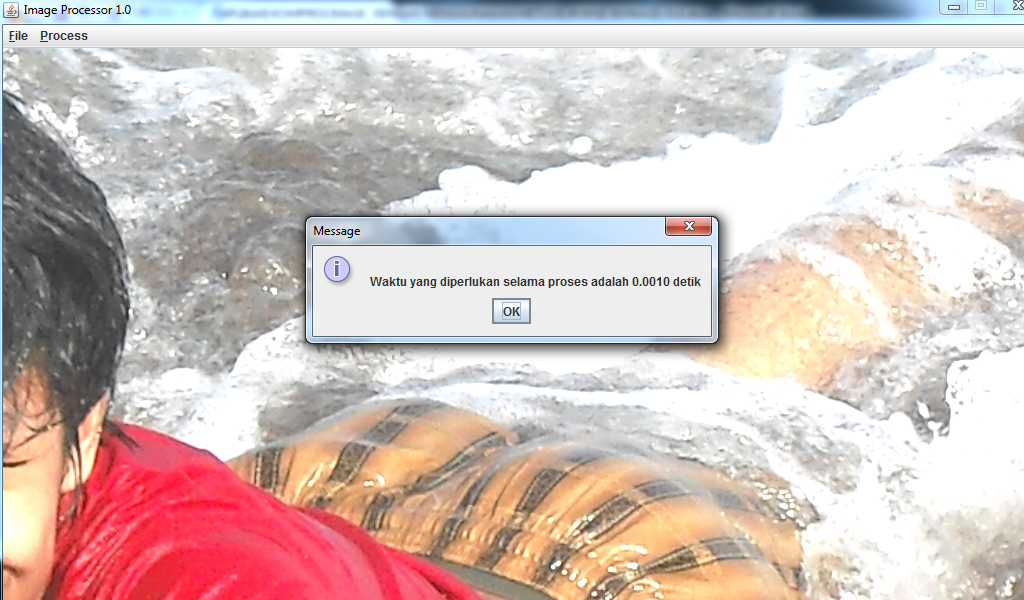 Image Processor 1.0
File Process
Message
Waktu yang diperlukan selama proses adalah 0.0010 detik
OK